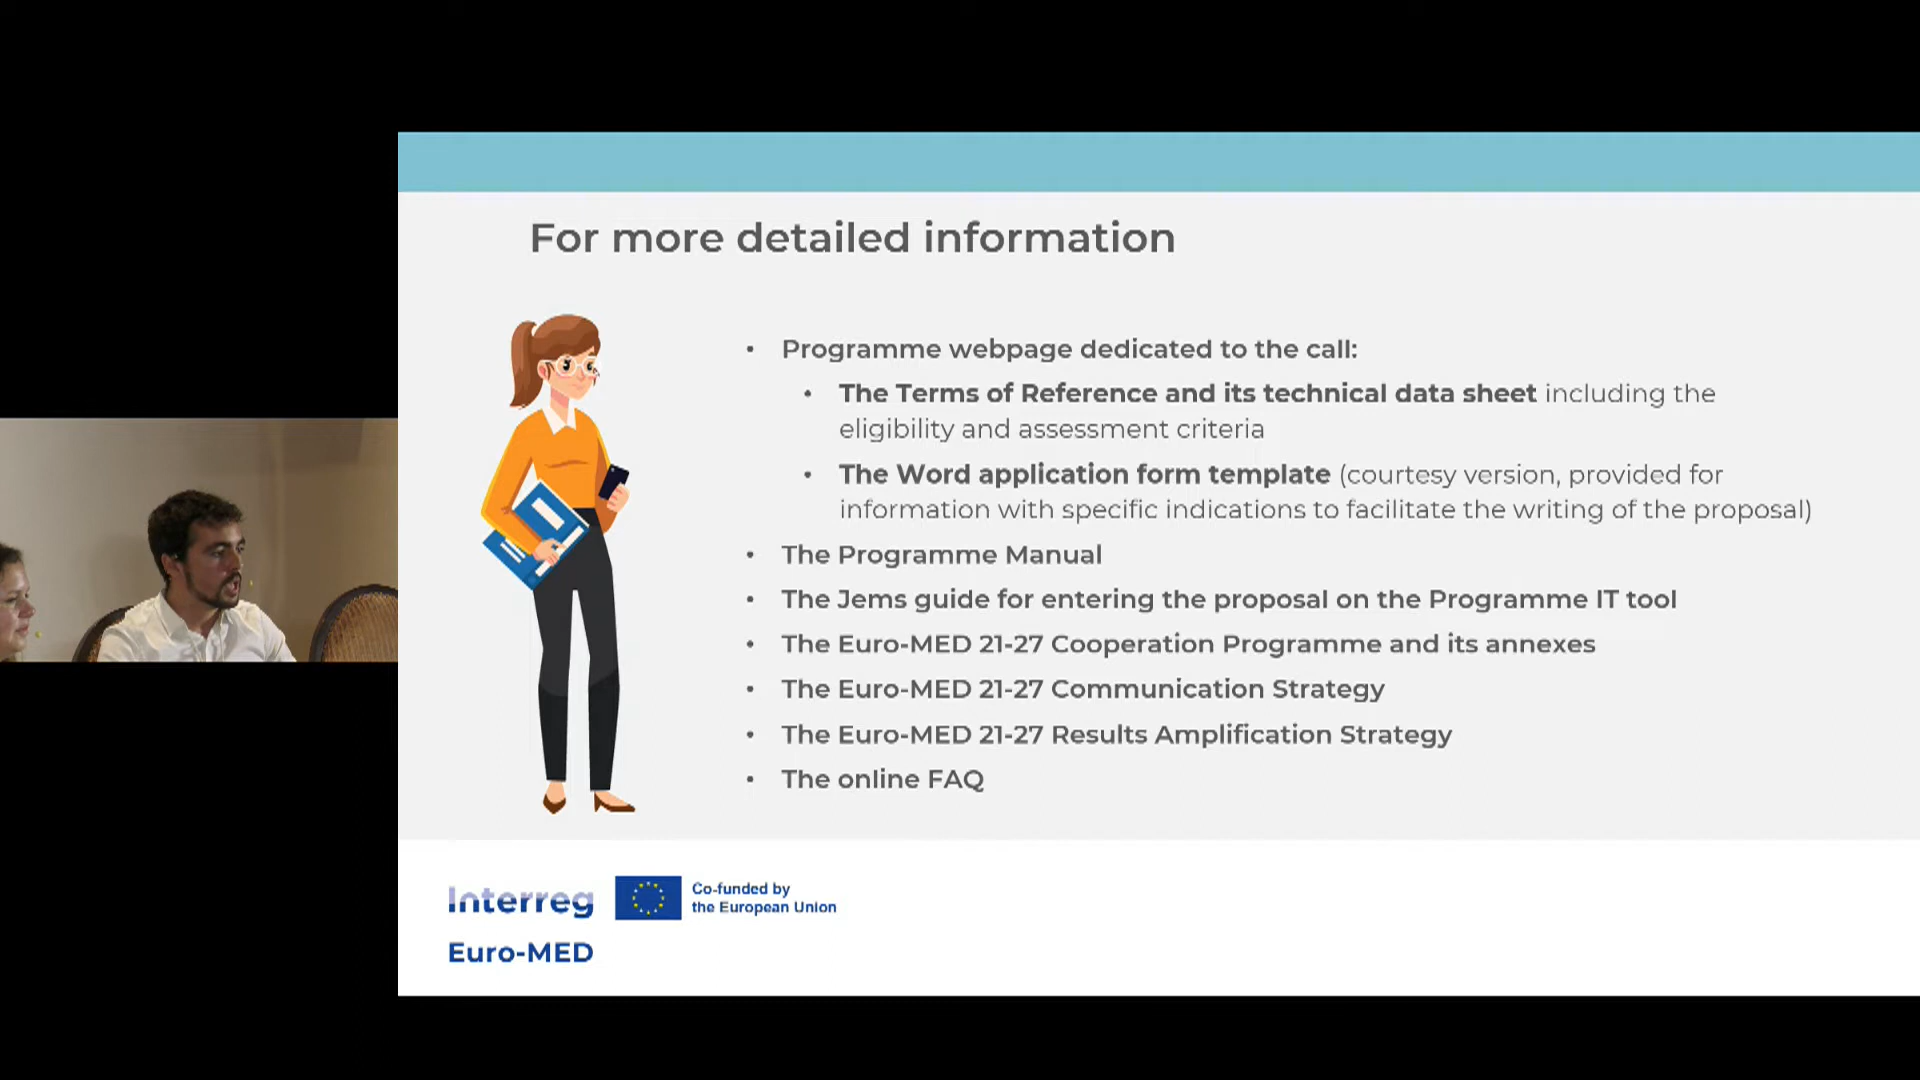 For more detailed information
• Programme webpage dedicated to the call:
• The Terms of Reference and its technical data sheet including the
eligibility and assessment criteria
• The Word application form template (courtesy version, provided for
information with specific indications to facilitate the writing of the proposal)
• The Programme Manual
• The Jems guide for entering the proposal on the Programme IT tool
• The Euro-MED 21-27 Cooperation Programme and its annexes
• The Euro-MED 21-27 Communication Strategy
• The Euro-MED 21-27 Results Amplification Strategy
• The online FAQ
Interreg
Co-funded by
the European Union
Euro-MED